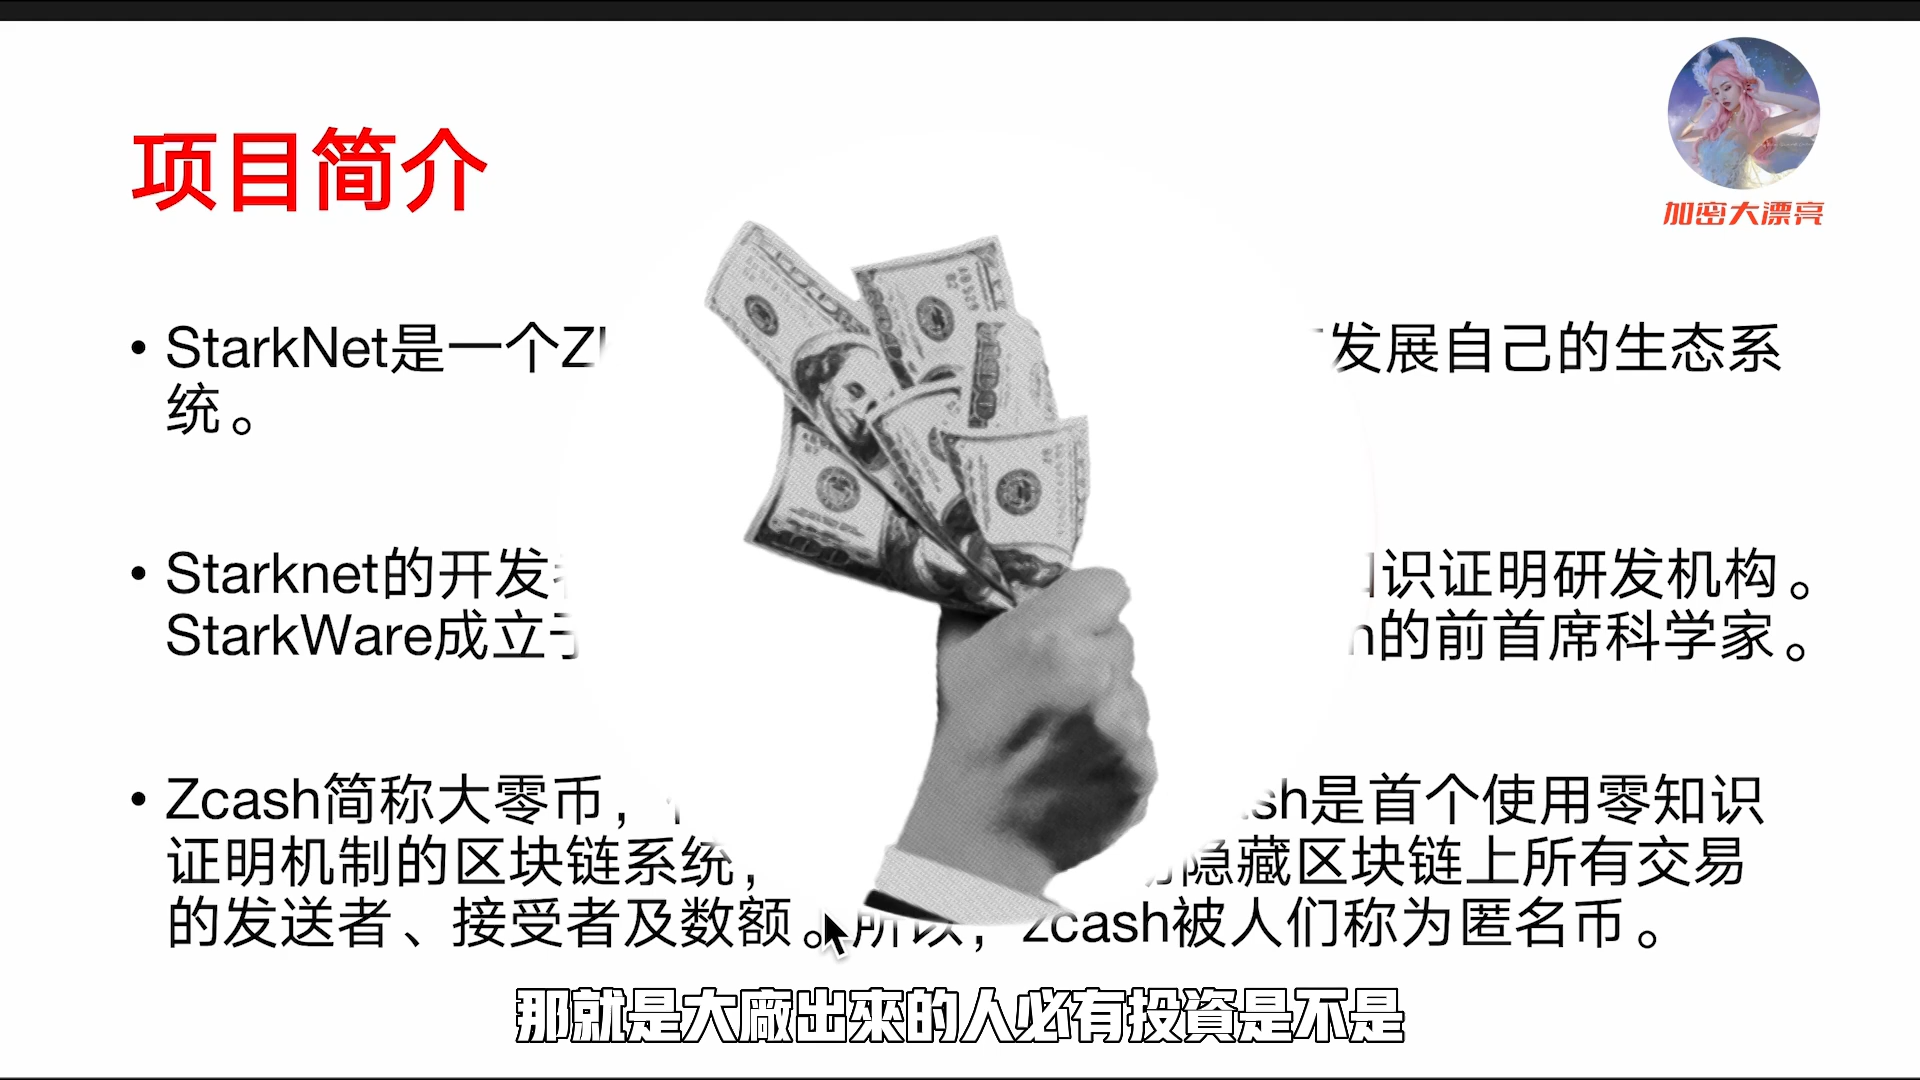 加密大漂亮
项目简介
• StarkNet是一个Z 发展自己的生态系
统。
• Starknet的开发 识证明研发机构。
StarkWare成立于 的前首席科学家。
• Zcash简称大零币， sh是首个使用零知识
证明机制的区块链系统， 隐藏区块链上所有交易
的发送者、接受者及数额。所以，zcash被人们称为匿名币。
那就是大廠出來的人必有投資是不是